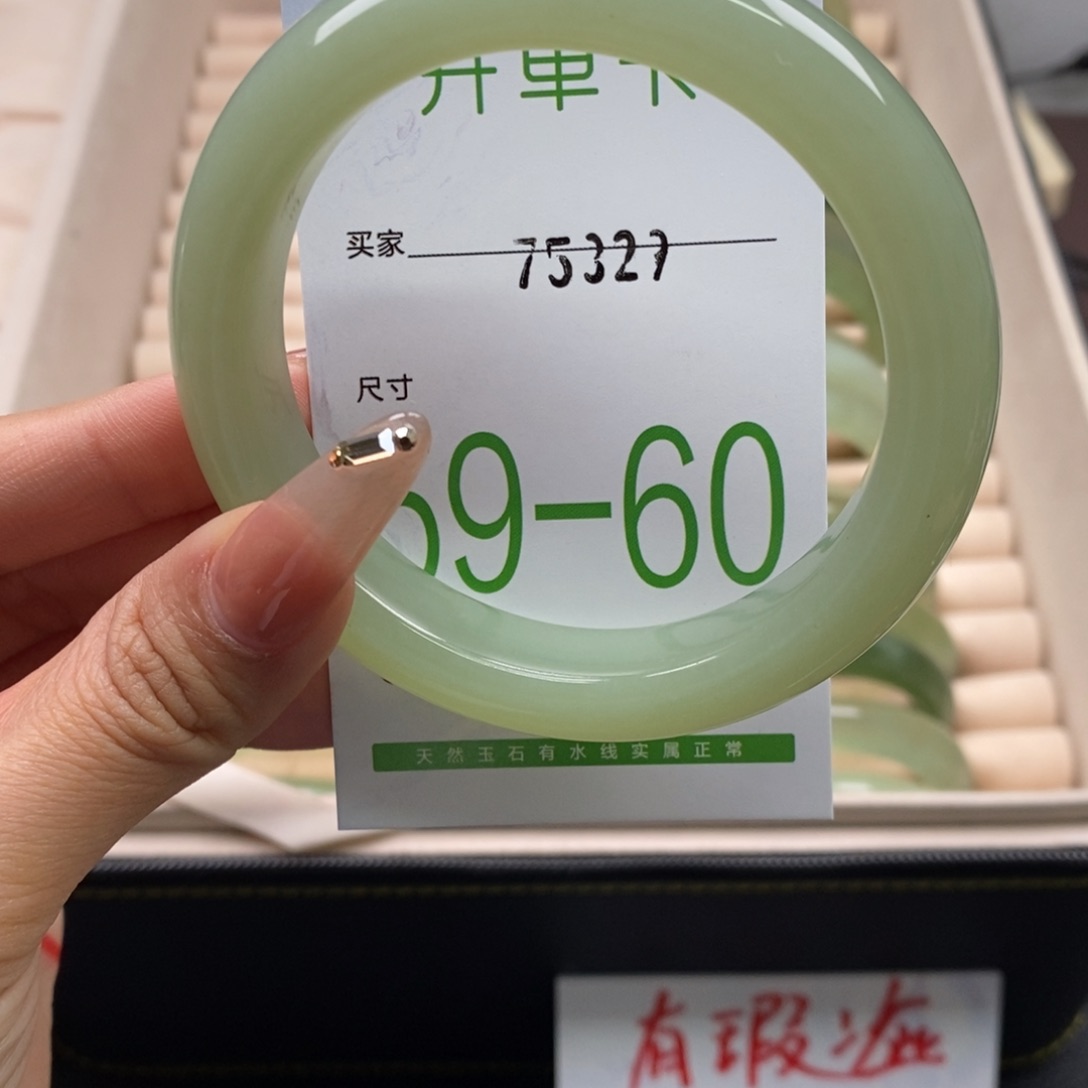 开单卡
买家 75327
尺寸
59-60
天然玉石有水线实属正常
有瑕疵